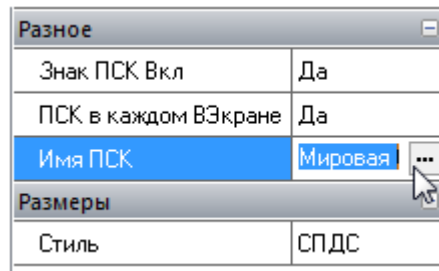 Разное
Знак ПСК Вкл Да
ПСК в каждом ВЭкране Да
Имя ПСК Мировая ...
Размеры
Стиль СПДС